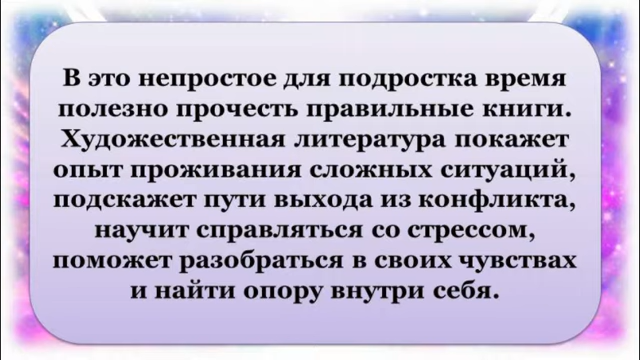 В это непростое для подростка время
полезно прочесть правильные книги.
Художественная литература покажет
опыт проживания сложных ситуаций,
подскажет пути выхода из конфликта,
научит справляться со стрессом,
поможет разобраться в своих чувствах
и найти опору внутри себя.